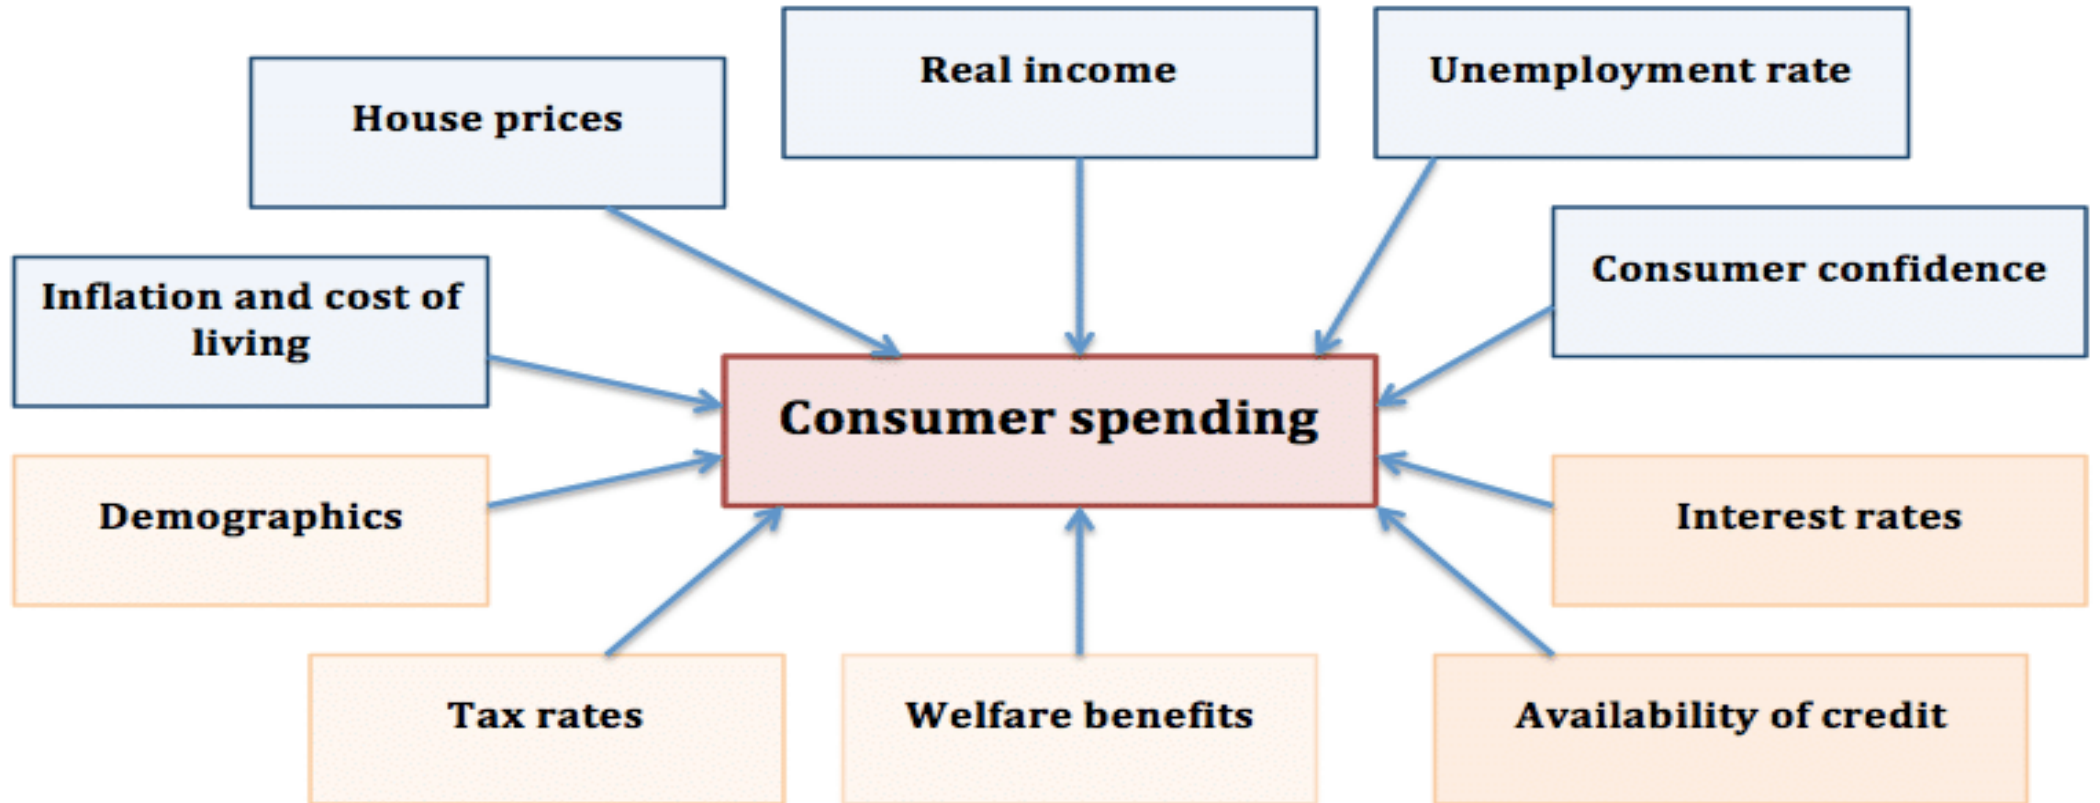 Real income
Unemployment rate
House prices
Consumer confidence
Inflation and cost of
living
Consumer spending
Demographics
Interest rates
Tax rates
Welfare benefits
Availability of credit